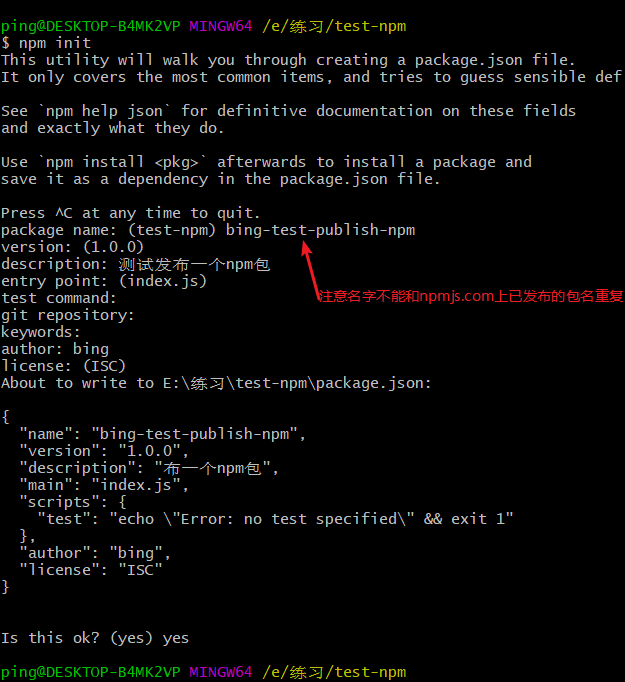 ping@DESKTOP-B4MK2VP MINGW64 /e/练习/test-npm
$ npm init
This utility will walk you through creating a package.json file.
It only covers the most common items, and tries to guess sensible def
See `npm help json` for definitive documentation on these fields
and exactly what they do.
Use `npm install <pkg>` afterwards to install a package and
save it as a dependency in the package.json file.
Press ^C at any time to quit.
package name: (test-npm) bing-test-publish-npm
version: (1.0.0)
description: 测试发布一个npm包
entry point: (index.js)
test command:
注意名字不能和npmjs.com上已发布的包名重复
git repository:
keywords:
author: bing
license: (ISC)
About to write to E:\练习\test-npm\package.json:
{
  "name": "bing-test-publish-npm",
  "version": "1.0.0",
  "description": "布一个npm包",
  "main": "index.js",
  "scripts": {
    "test": "echo \"Error: no test specified\" && exit 1"
  },
  "author": "bing",
  "license": "ISC"
}
Is this ok? (yes) yes
ping@DESKTOP-B4MK2VP MINGW64 /e/练习/test-npm